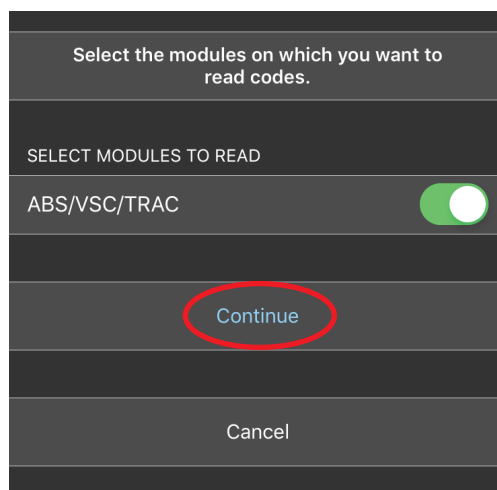 Select the modules on which you want to
read codes.
SELECT MODULES TO READ
ABS/VSC/TRAC
Continue
Cancel